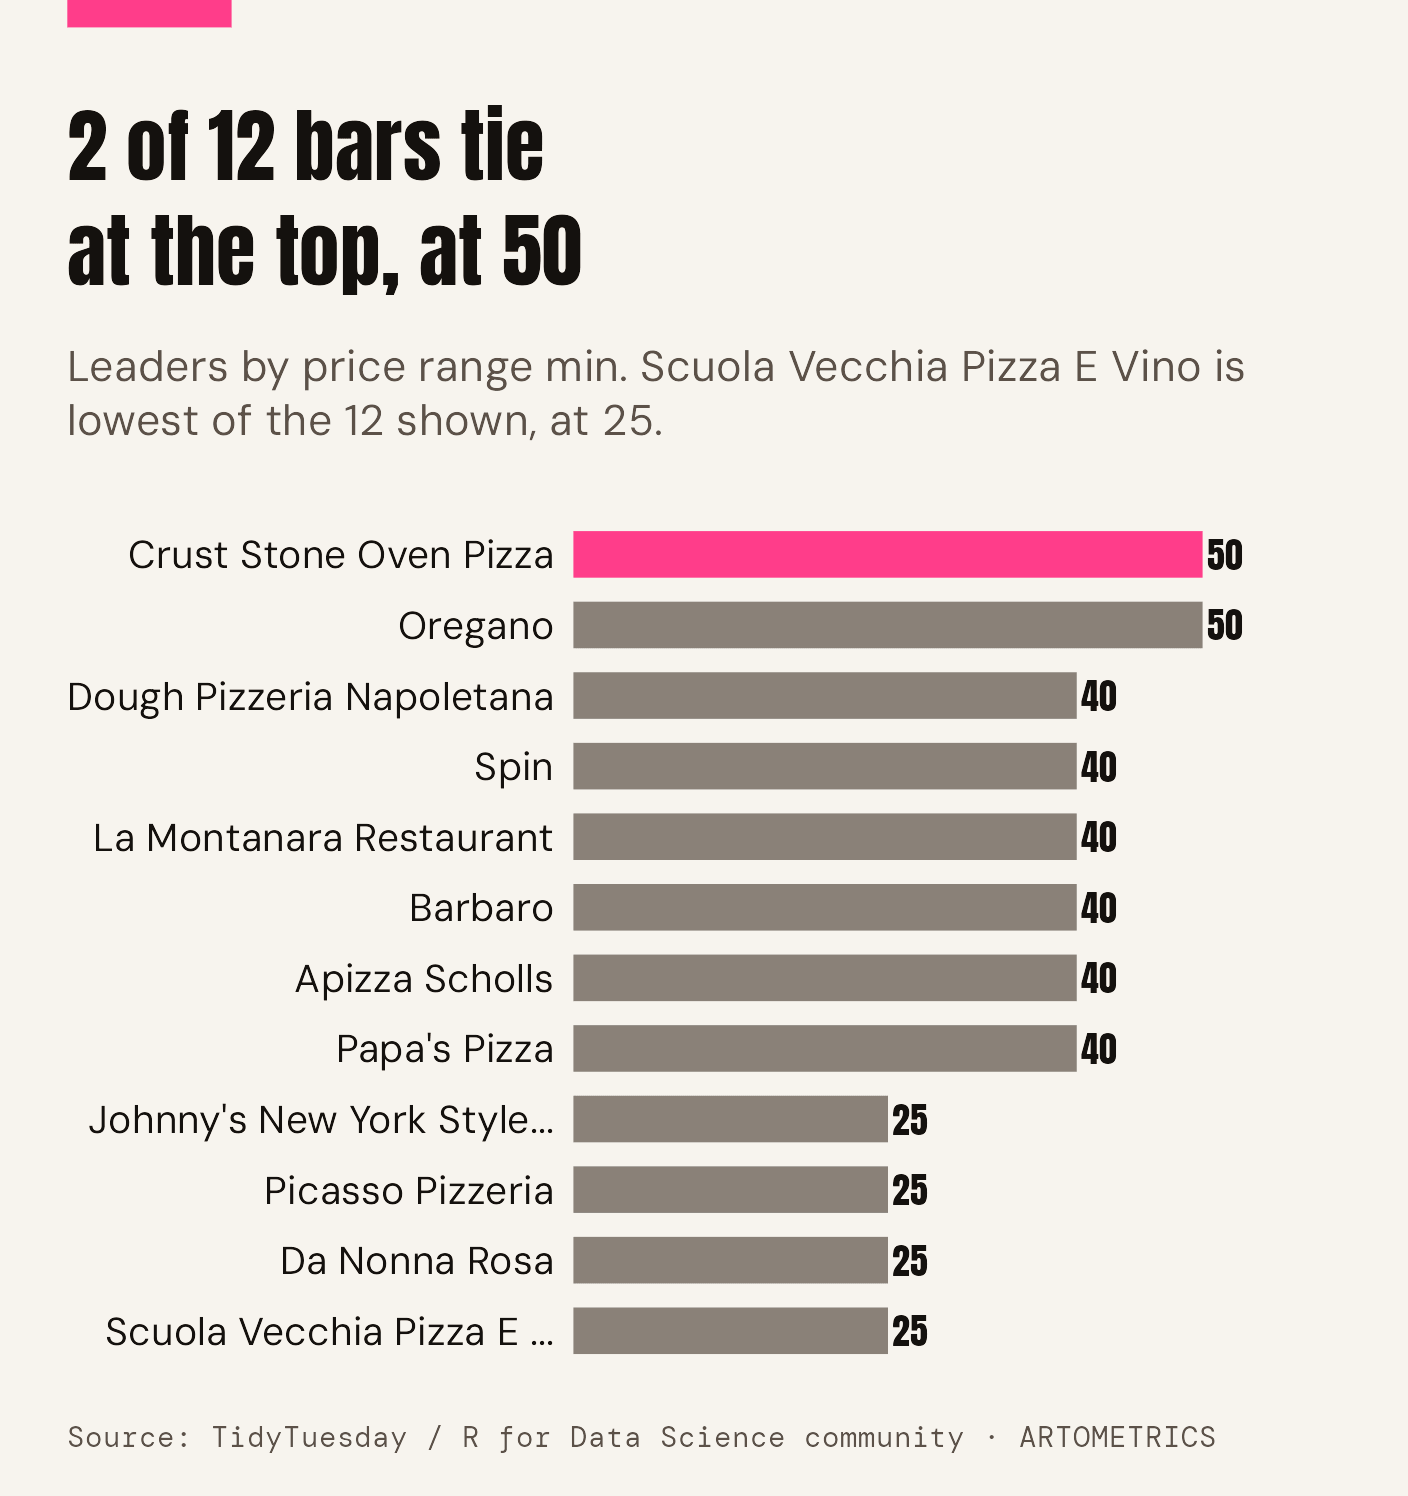 2 of 12 bars tie
at the top, at 50
Leaders by price range min. Scuola Vecchia Pizza E Vino is
lowest of the 12 shown, at 25.
Crust Stone Oven Pizza 50
Oregano 50
Dough Pizzeria Napoletana 40
Spin 40
La Montanara Restaurant 40
Barbaro 40
Apizza Scholls 40
Papa's Pizza 40
Johnny's New York Style... 25
Picasso Pizzeria 25
Da Nonna Rosa 25
Scuola Vecchia Pizza E ... 25
Source: TidyTuesday / R for Data Science community · ARTOMETRICS